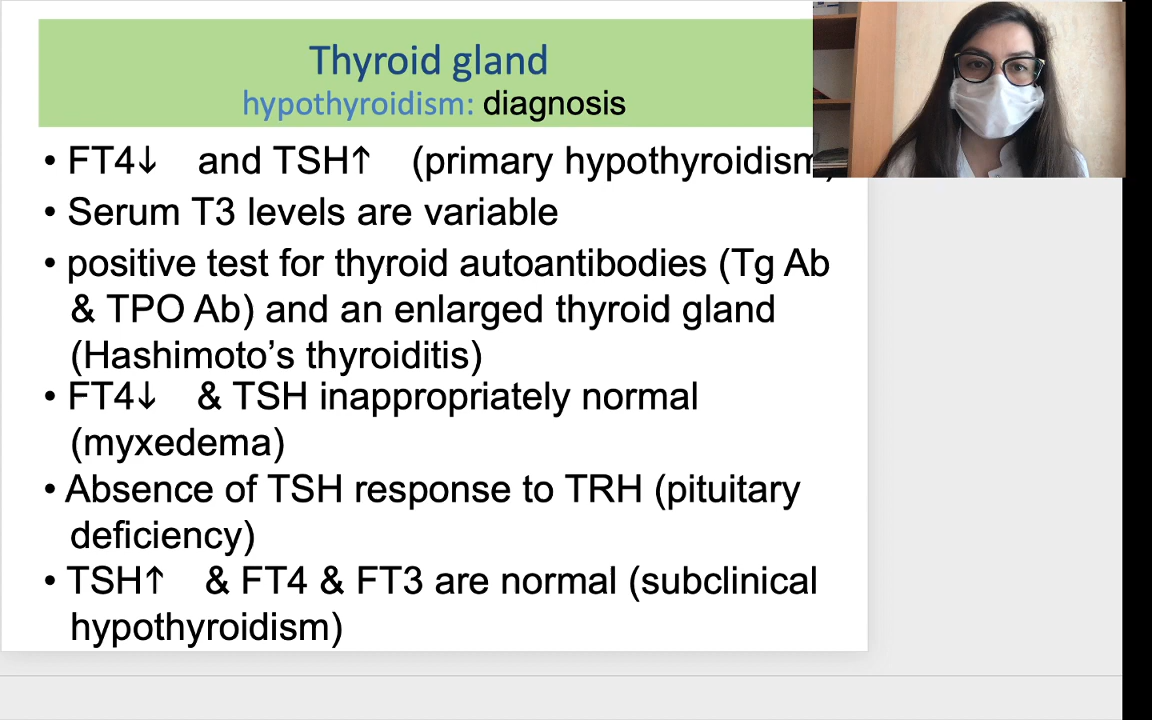 Thyroid gland
hypothyroidism: diagnosis
• FT4↓ and TSH↑ (primary hypothyroidism)
• Serum T3 levels are variable
• positive test for thyroid autoantibodies (Tg Ab
& TPO Ab) and an enlarged thyroid gland
(Hashimoto’s thyroiditis)
• FT4↓ & TSH inappropriately normal
(myxedema)
• Absence of TSH response to TRH (pituitary
deficiency)
• TSH↑ & FT4 & FT3 are normal (subclinical
hypothyroidism)